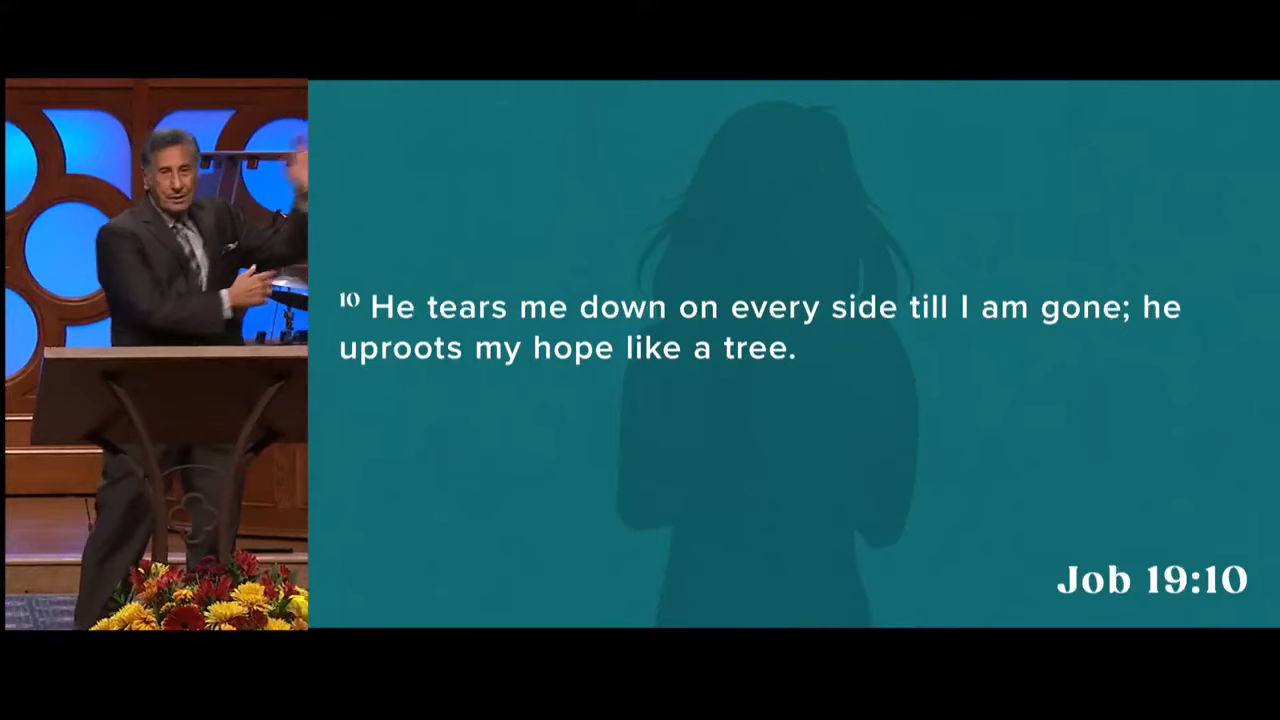 10 He tears me down on every side till I am gone; he
uproots my hope like a tree.
Job 19:10